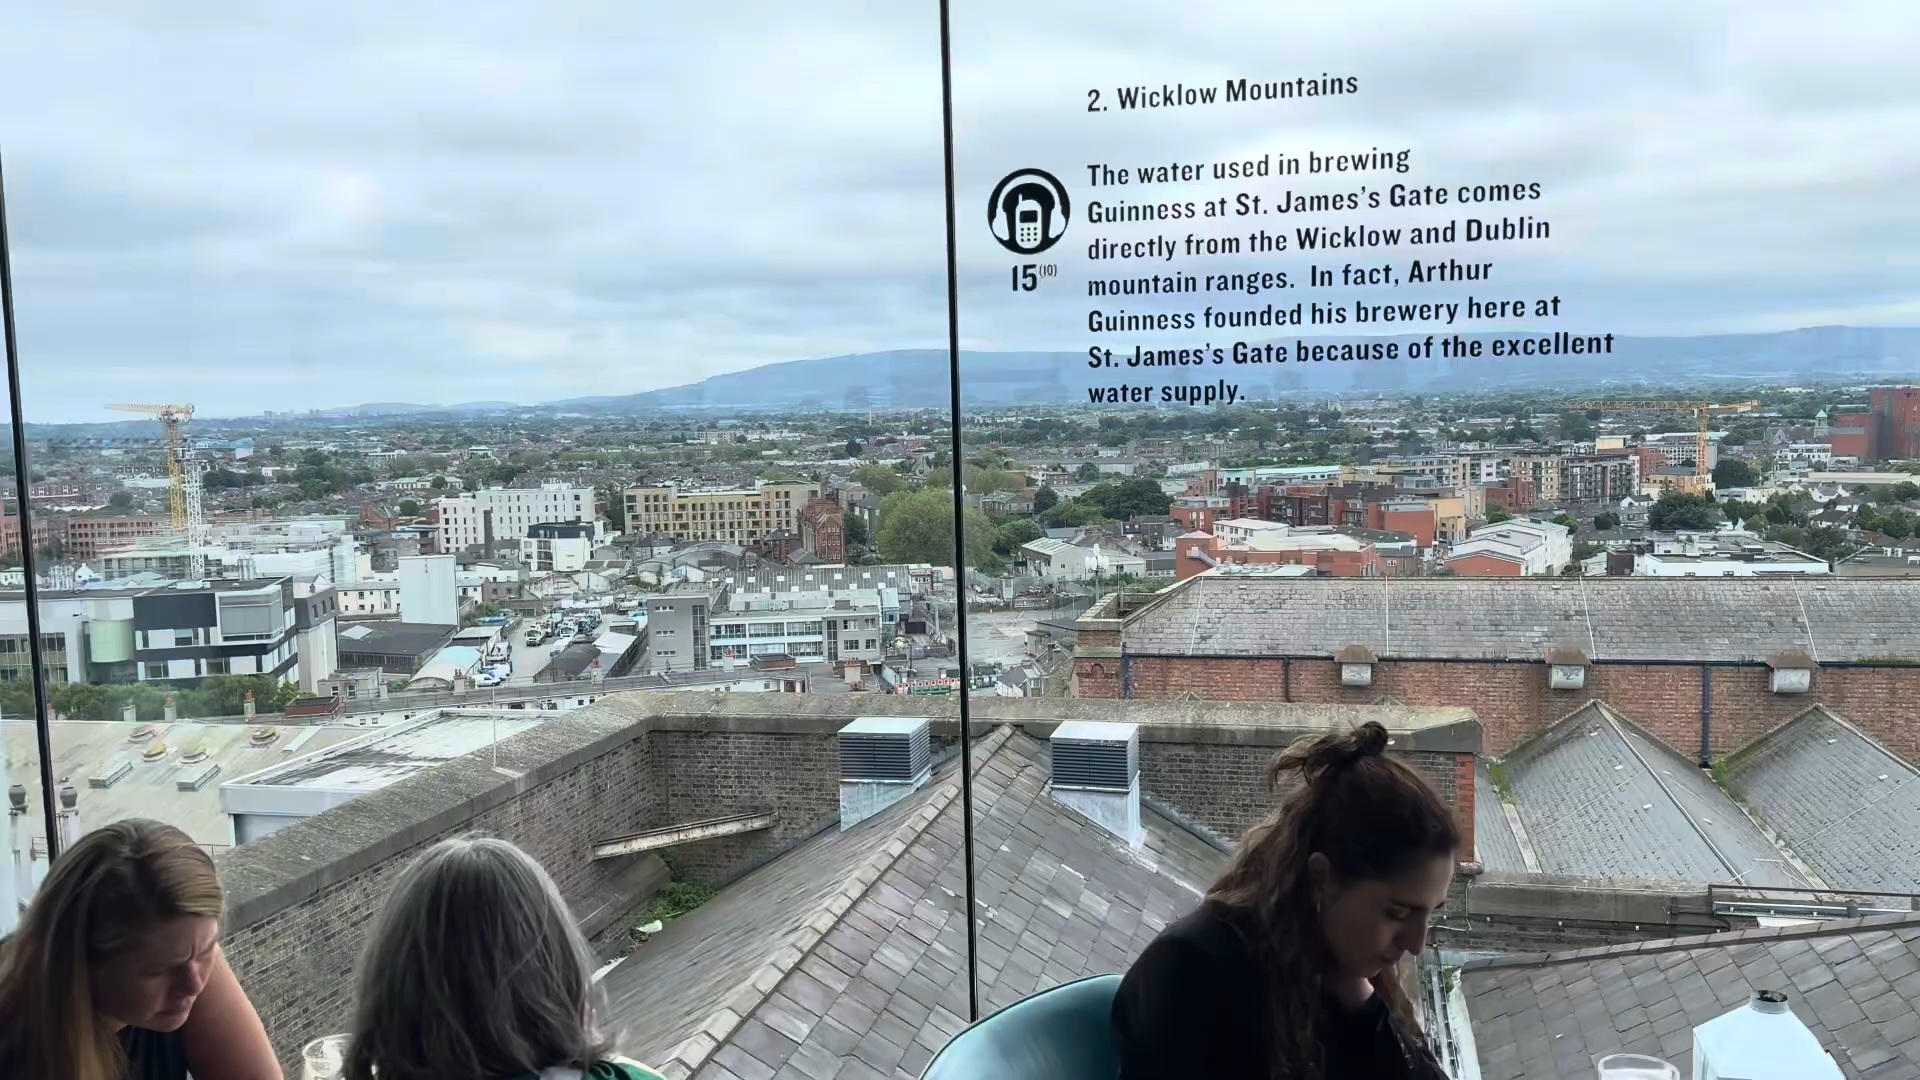 2. Wicklow Mountains
The water used in brewing
Guinness at St. James’s Gate comes
directly from the Wicklow and Dublin
mountain ranges. In fact, Arthur
Guinness founded his brewery here at
St. James’s Gate because of the excellent
water supply.
15(10)